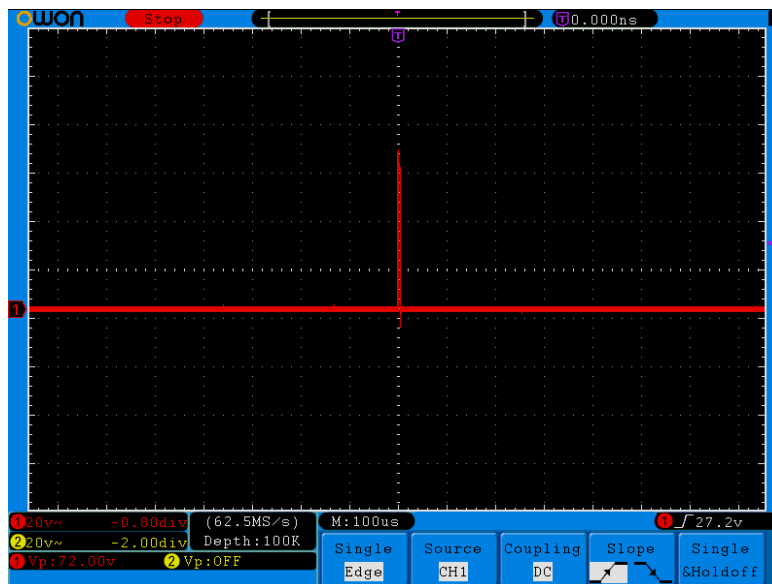 owon Stop T 0.000ns
T
1
1 20v~ -0.80div (62.5MS/s) M:100us 1 27.2v
2 20v~ -2.00div Depth:100K
1 Vp:72.00v 2 Vp:OFF
Single Source Coupling Slope Single
Edge CH1 DC &Holdoff